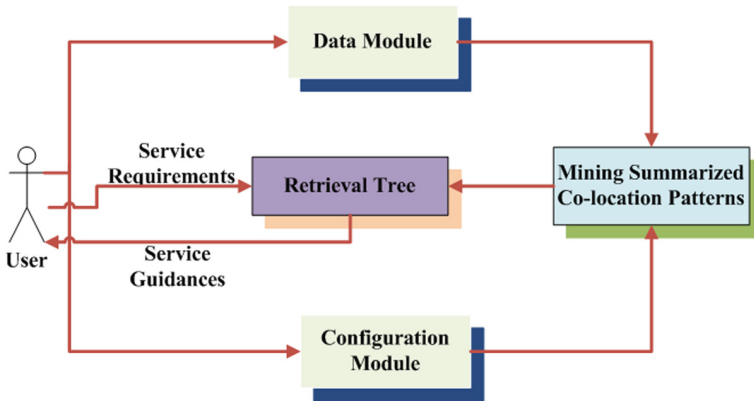 Data Module
Service
Requirements
Retrieval Tree
Mining Summarized
Co-location Patterns
User
Service
Guidances
Configuration
Module